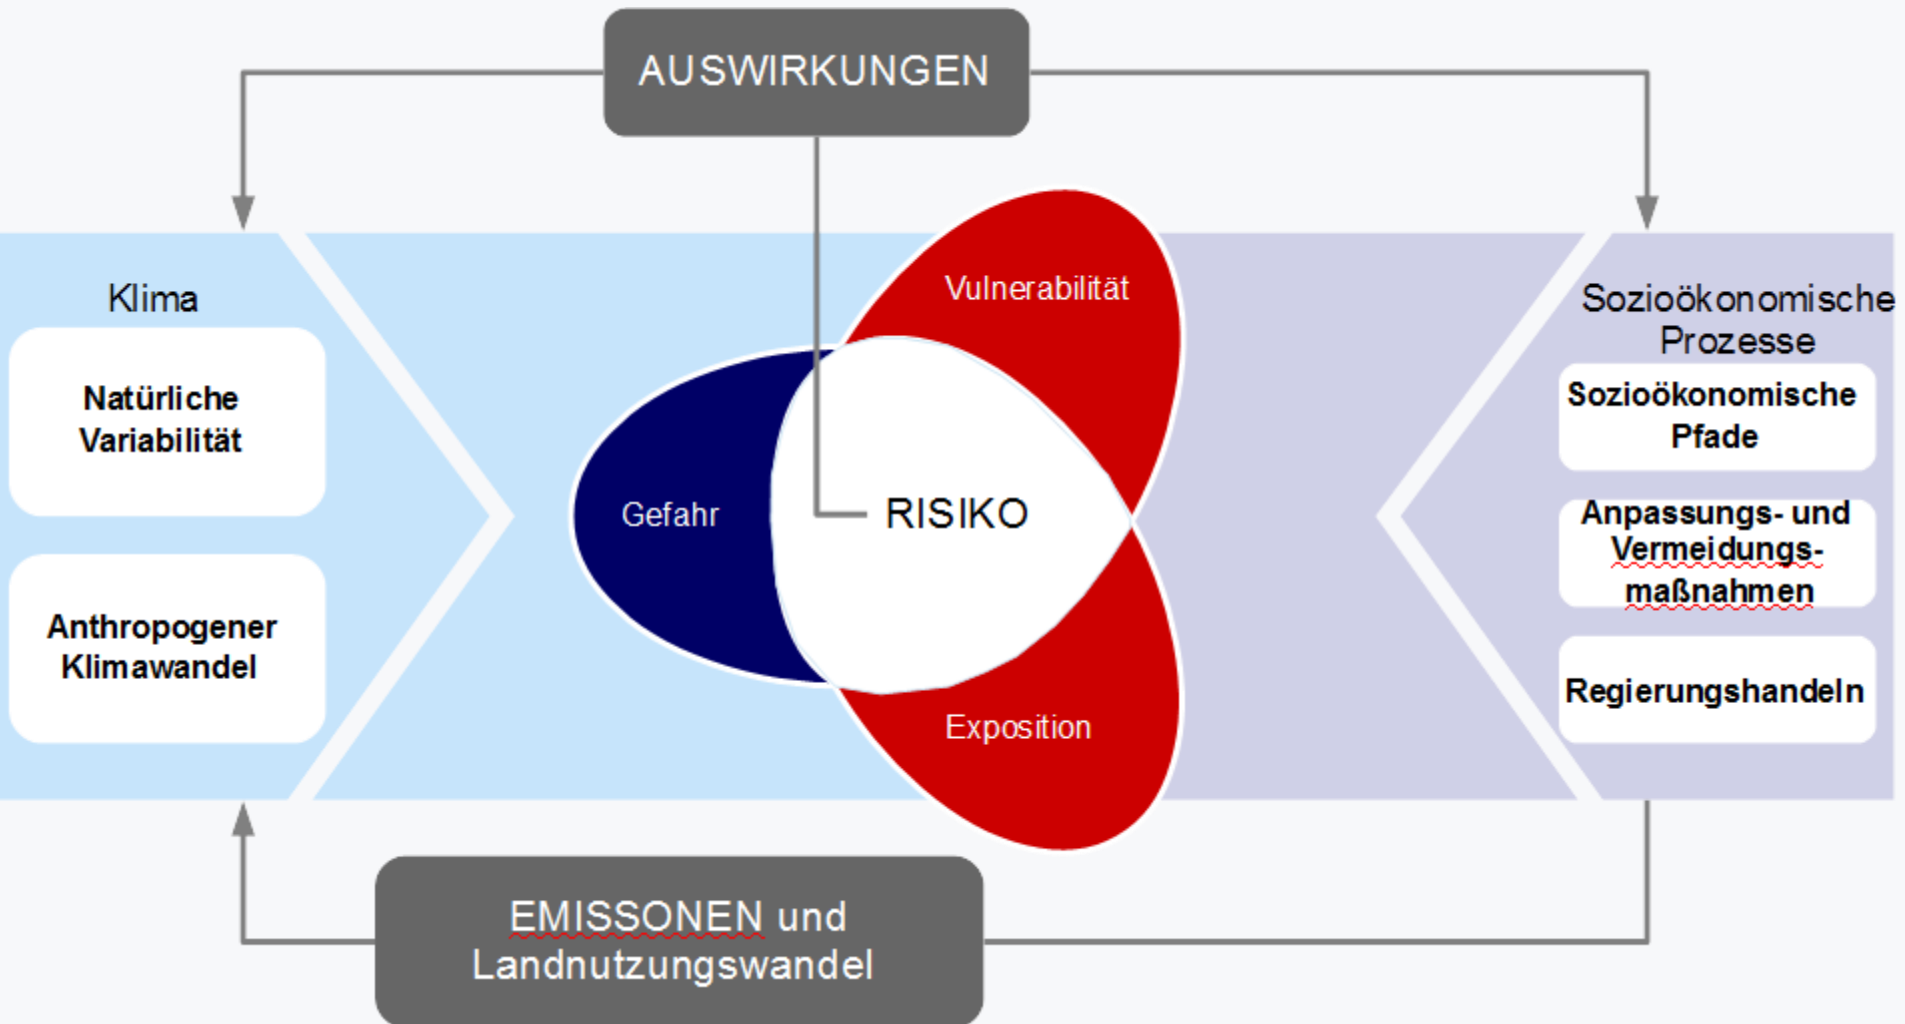 AUSWIRKUNGEN
Klima
Natürliche
Variabilität
Anthropogener
Klimawandel
Vulnerabilität
Gefahr
RISIKO
Exposition
Sozioökonomische
Prozesse
Sozioökonomische
Pfade
Anpassungs- und
Vermeidungs-
maßnahmen
Regierungshandeln
EMISSONEN und
Landnutzungswandel